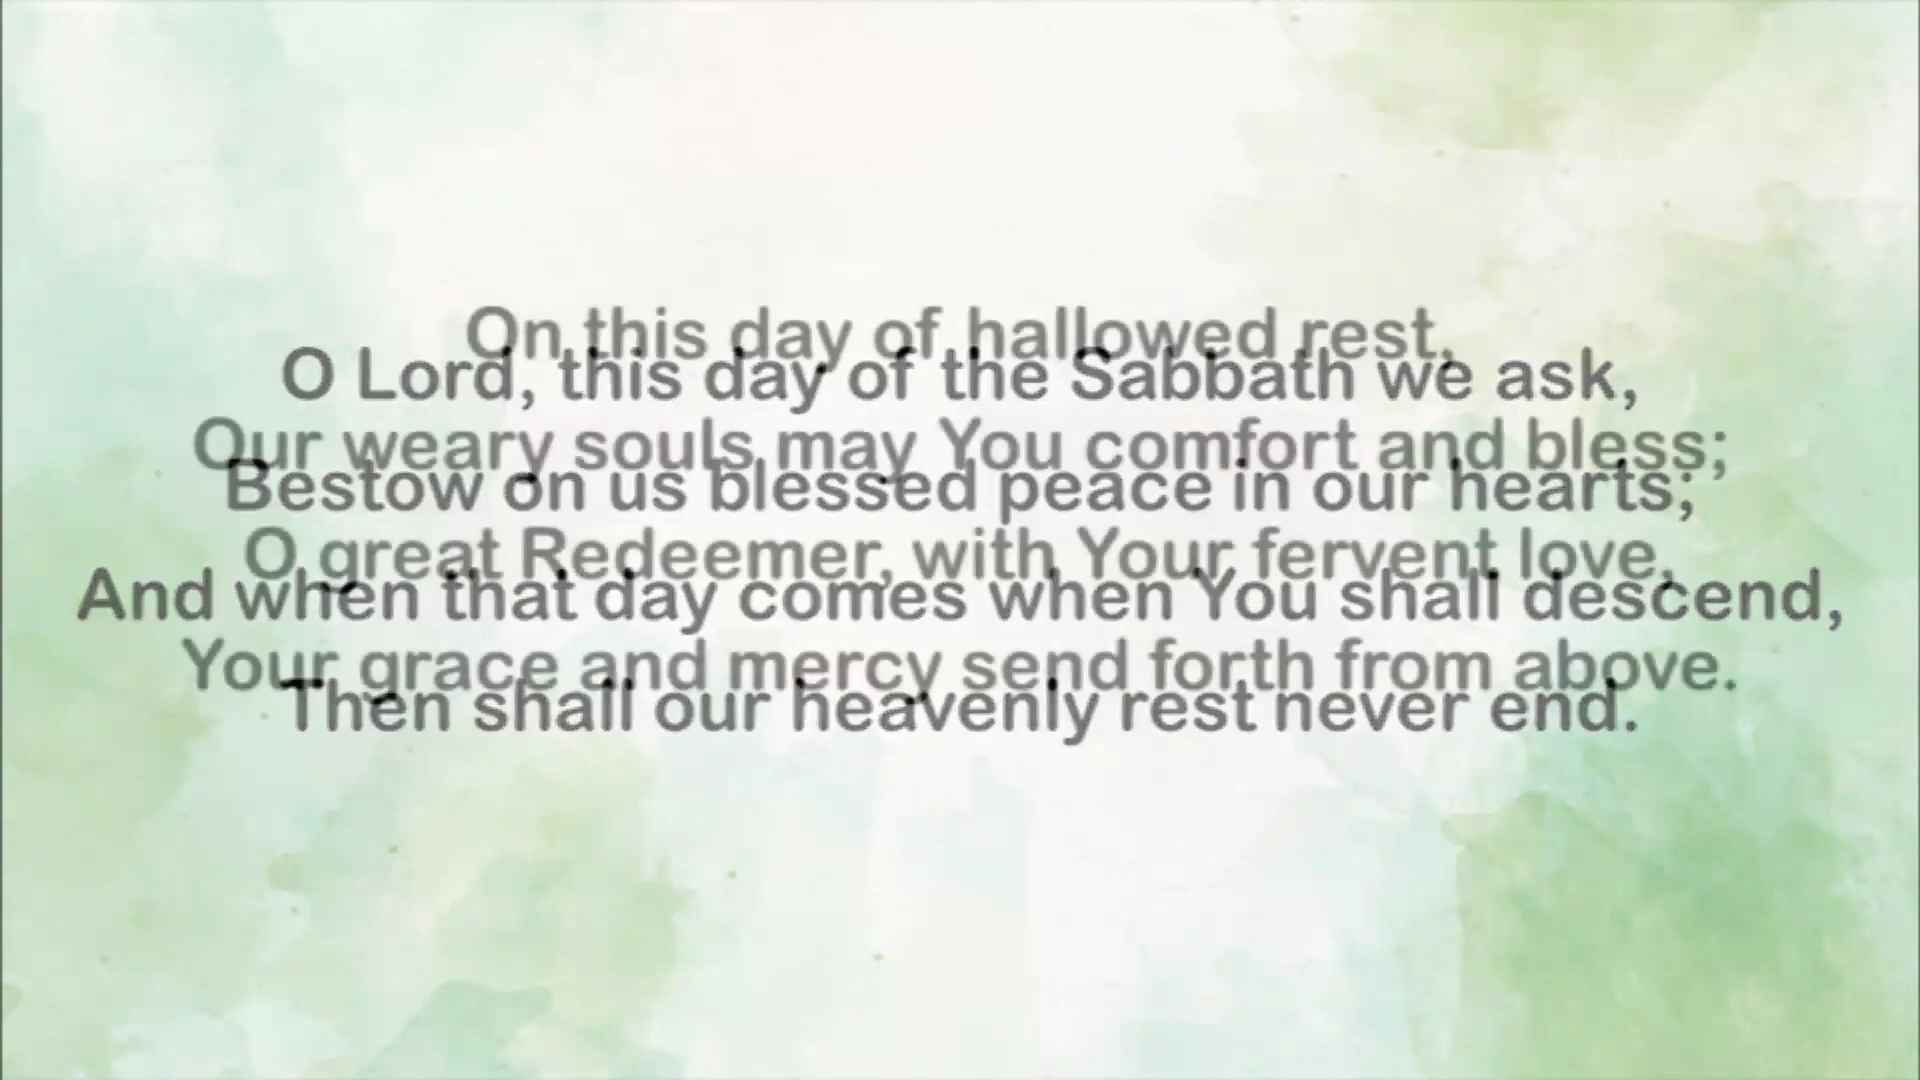 On this day of hallowed rest,
O Lord, this day of the Sabbath we ask,
Our weary souls may You comfort and bless;
Bestow on us blessed peace in our hearts;
O great Redeemer, with Your fervent love,
And when that day comes when You shall descend,
Your grace and mercy send forth from above.
Then shall our heavenly rest never end.